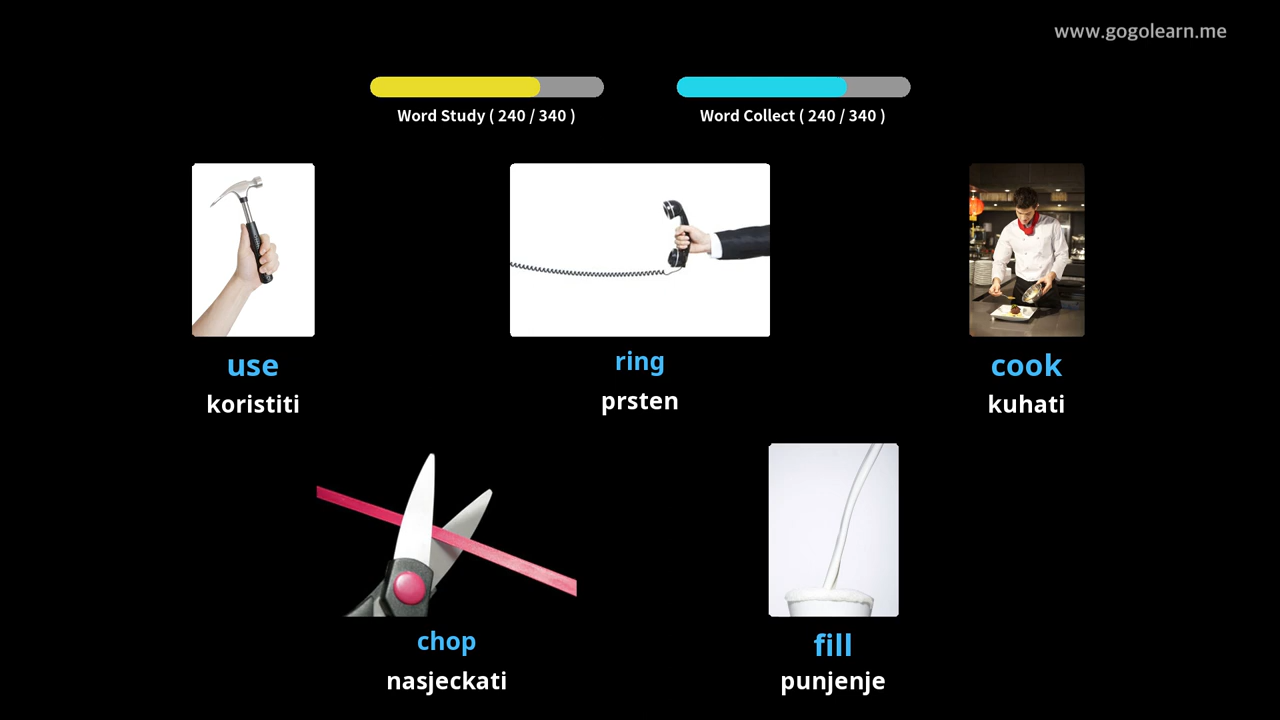 www.gogolearn.me
Word Study ( 240 / 340 )
Word Collect ( 240 / 340 )
use
koristiti
ring
prsten
cook
kuhati
chop
nasjeckati
fill
punjenje